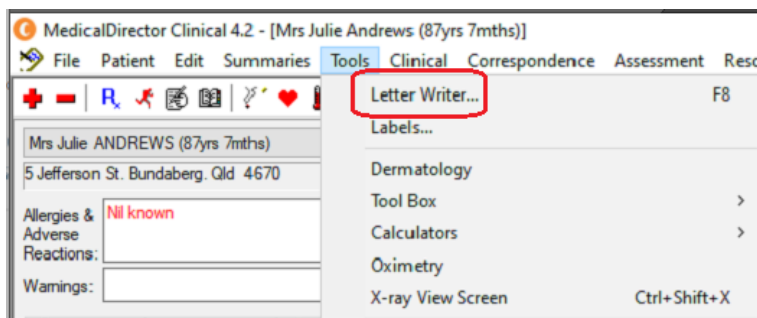 MedicalDirector Clinical 4.2 - [Mrs Julie Andrews (87yrs 7mths)]
File Patient Edit Summaries Tools Clinical Correspondence Assessment
Letter Writer... F8
Labels...
Dermatology
Tool Box
Calculators
Oximetry
X-ray View Screen Ctrl+Shift+X
Mrs Julie ANDREWS (87yrs 7mths)
5 Jefferson St. Bundaberg. Qld 4670
Allergies & Adverse Reactions: Nil known
Warnings: